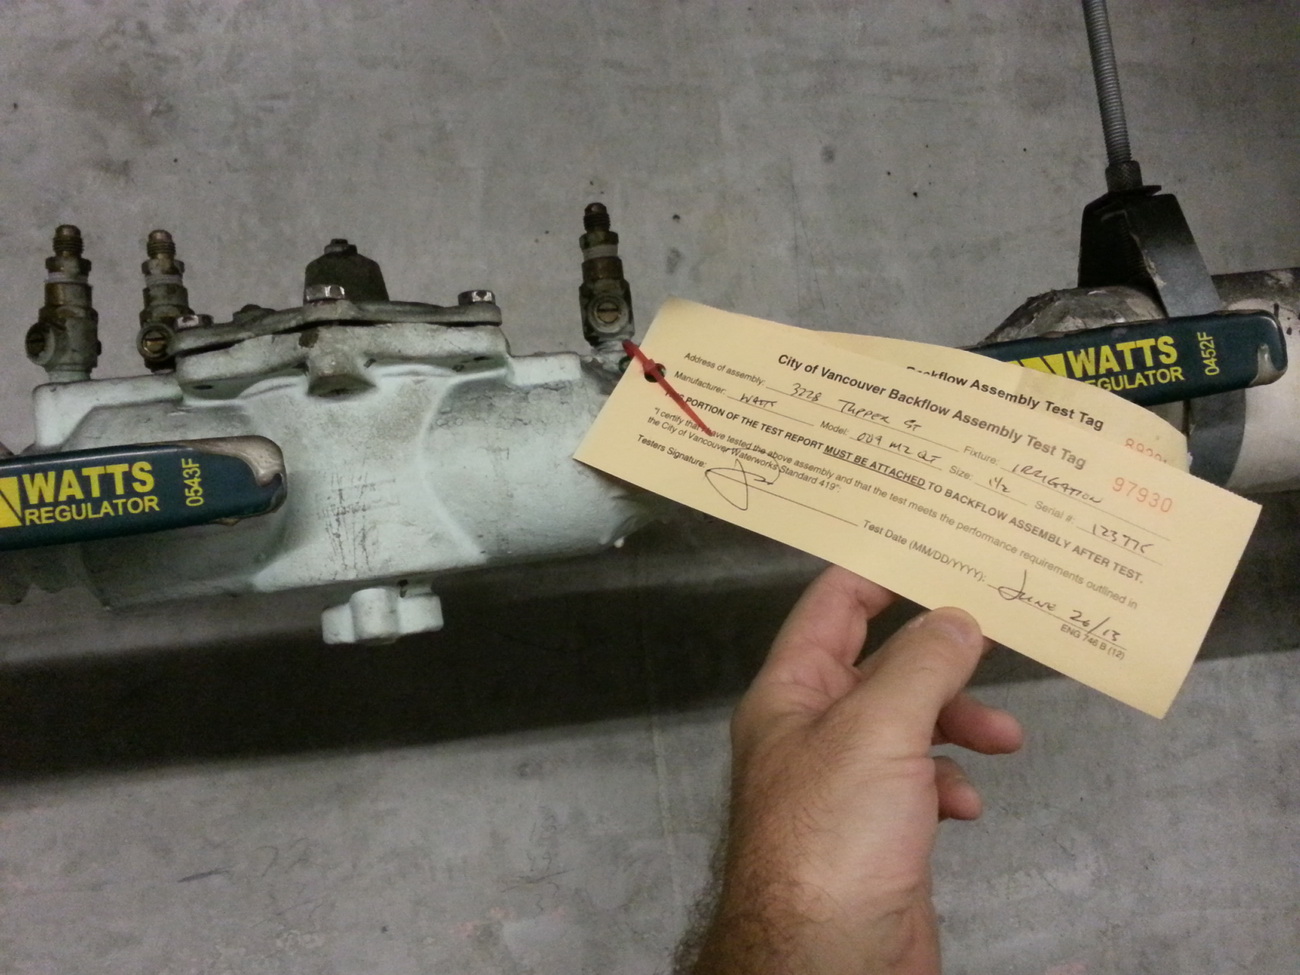 WATTS
REGULATOR
0543F
WATTS
REGULATOR
0452F
Backflow Assembly Test Tag
City of Vancouver Backflow Assembly Test Tag
97930
Address of assembly: 3228 Tupper St Fixture: IRRIGATION
Manufacturer: WATTS Model: 009 M2 QT Size: 1½ Serial #:
THIS PORTION OF THE TEST REPORT MUST BE ATTACHED TO BACKFLOW ASSEMBLY AFTER TEST.
"I certify that I have tested the above assembly and that the test meets the performance requirements outlined in
the City of Vancouver Waterworks Standard 419":
Testers Signature: Test Date (MM/DD/YYYY): June 26/13
ENG 746 B (12)